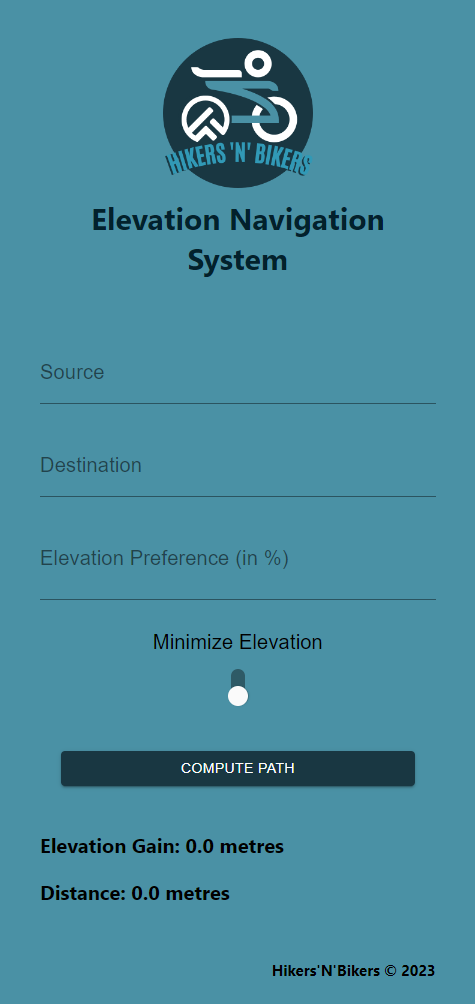 HIKERS 'N' BIKERS
Elevation Navigation
System
Source
Destination
Elevation Preference (in %)
Minimize Elevation
COMPUTE PATH
Elevation Gain: 0.0 metres
Distance: 0.0 metres
Hikers'N'Bikers © 2023